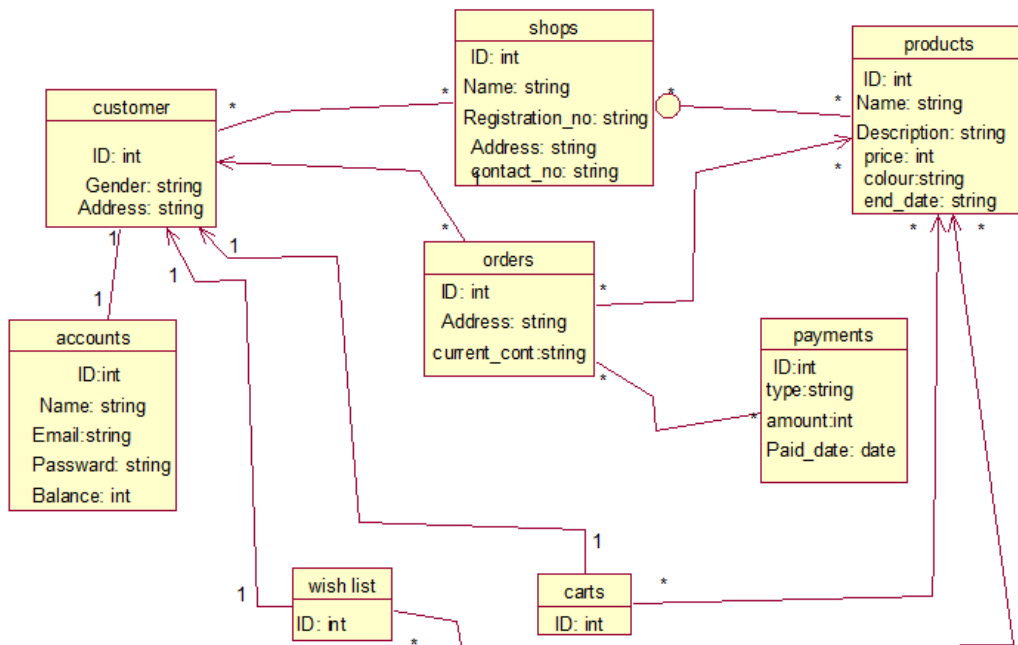 shops
ID: int
Name: string
Registration_no: string
Address: string
contact_no: string
products
ID: int
Name: string
Description: string
price: int
colour:string
end_date: string
customer
ID: int
Gender: string
Address: string
*
*
*
*
*
*
1
1
1
1
*
*
*
*
orders
ID: int
Address: string
current_cont:string
*
*
accounts
ID:int
Name: string
Email:string
Passward: string
Balance: int
payments
ID:int
type:string
amount:int
Paid_date: date
1
1
*
*
wish list
ID: int
carts
ID: int